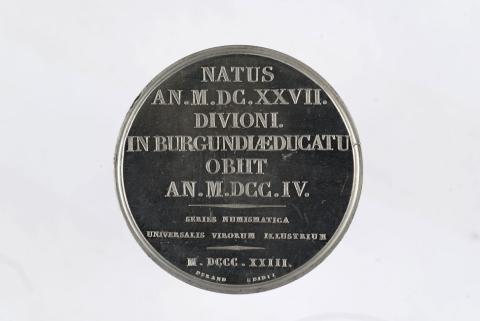 NATUS
AN.M.DC.XXVII.
DIVIONI.
IN BURGUNDIÆDUCATU
OBIIT
AN.M.DCC.IV.
SERIES NUMISMATICA
UNIVERSALIS VIRORUM ILLUSTRIUM
M.DCCC.XXIII.
DURAND EDIDIT